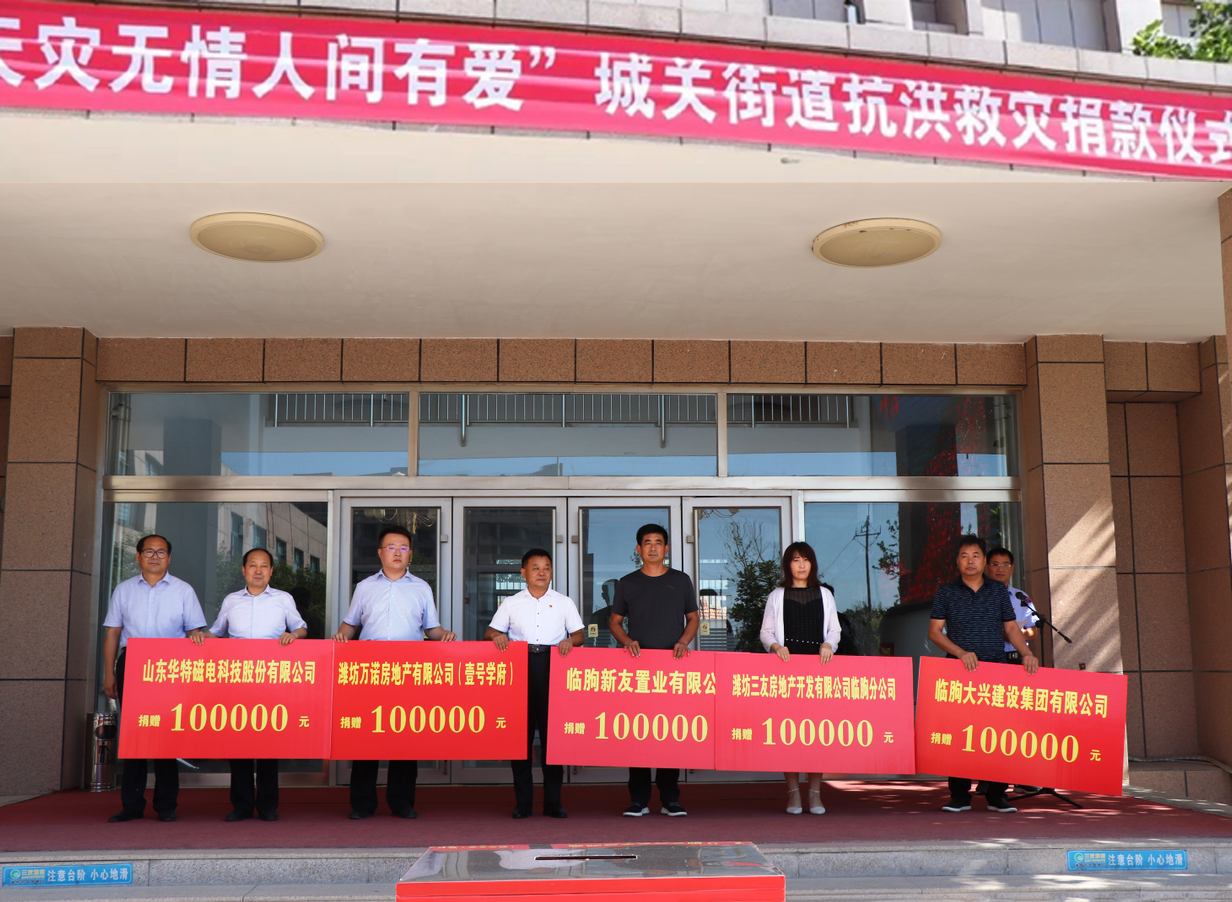 天灾无情人间有爱”城关街道抗洪救灾捐款仪式
山东华特磁电科技股份有限公司
捐赠 100000 元
潍坊万诺房地产有限公司（壹号学府）
捐赠 100000 元
临朐新友置业有限公
捐赠 100000
潍坊三友房地产开发有限公司临朐分公司
捐赠 100000 元
临朐大兴建设集团有限公司
捐赠 100000 元
注意台阶 小心地滑
注意台阶 小心地滑